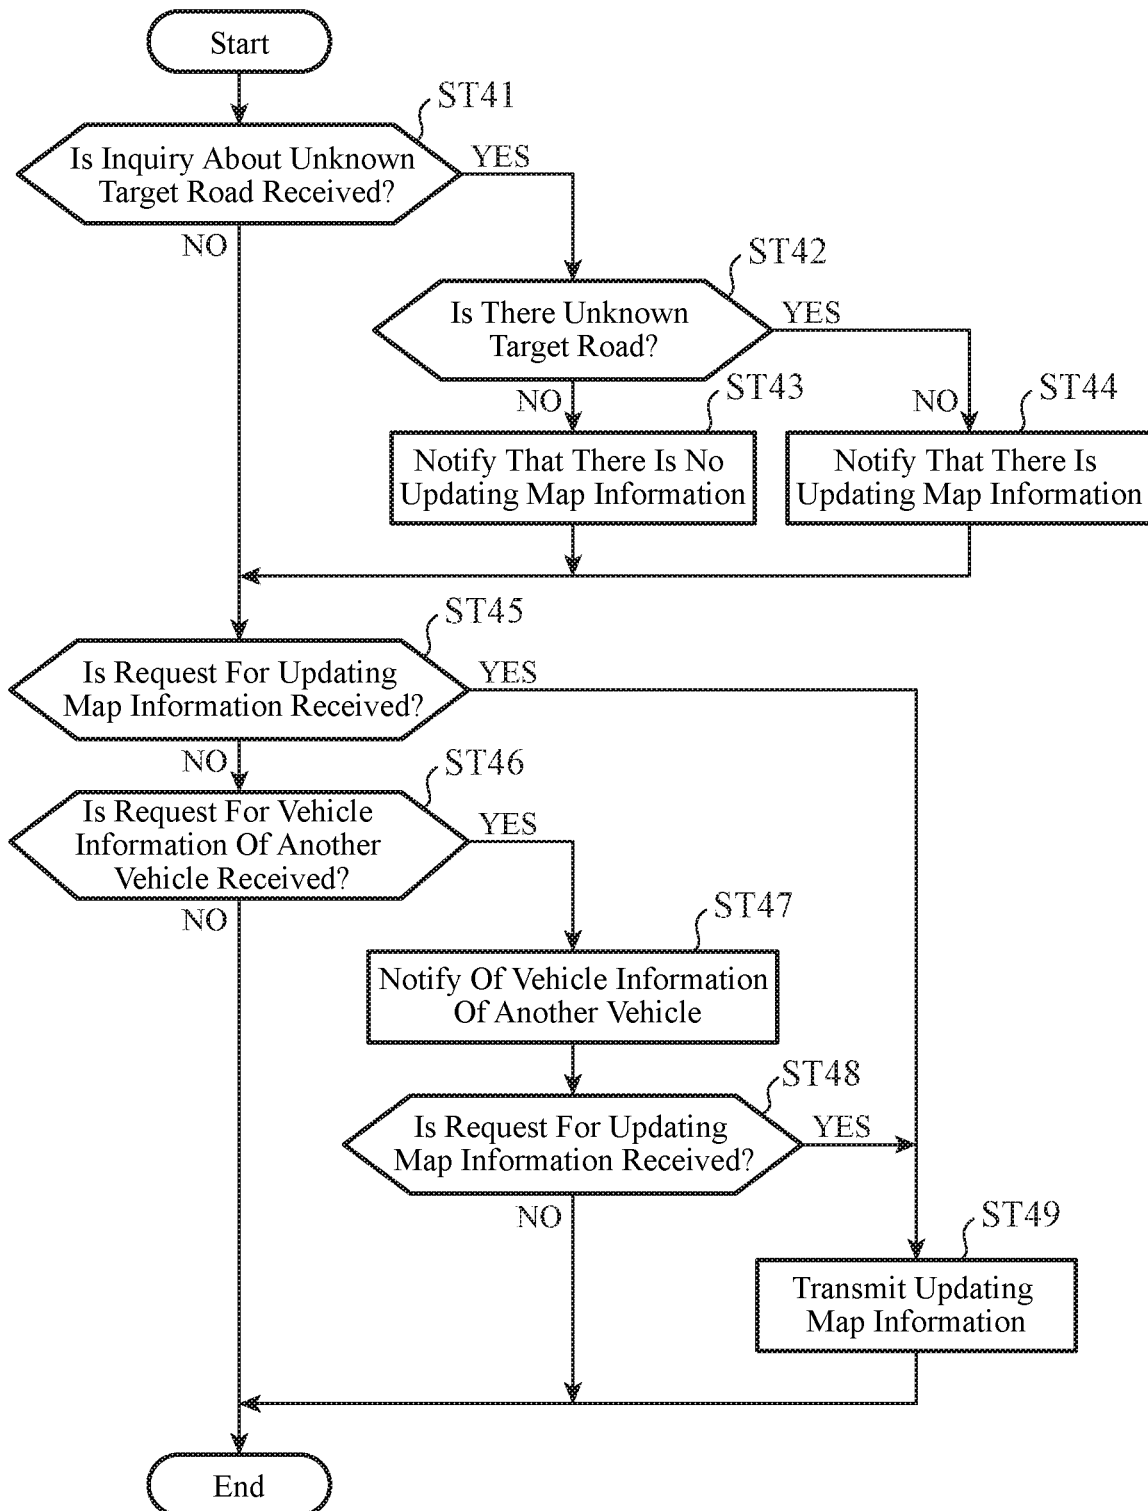 Start
ST41
Is Inquiry About Unknown
Target Road Received?
YES
NO
ST42
Is There Unknown
Target Road?
YES
NO
ST43
NO
ST44
Notify That There Is No
Updating Map Information
Notify That There Is
Updating Map Information
ST45
Is Request For Updating
Map Information Received?
YES
NO
ST46
Is Request For Vehicle
Information Of Another
Vehicle Received?
YES
NO
ST47
Notify Of Vehicle Information
Of Another Vehicle
ST48
Is Request For Updating
Map Information Received?
YES
NO
ST49
Transmit Updating
Map Information
End